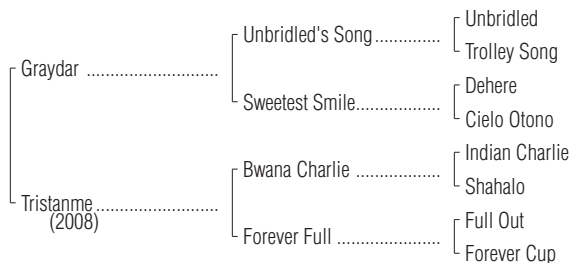 Unbridled
Unbridled's Song..............
Trolley Song
Graydar ............................
Dehere
Sweetest Smile..................
Cielo Otono
Indian Charlie
Bwana Charlie ..................
Shahalo
Tristanme..........................
(2008)
Full Out
Forever Full ......................
Forever Cup